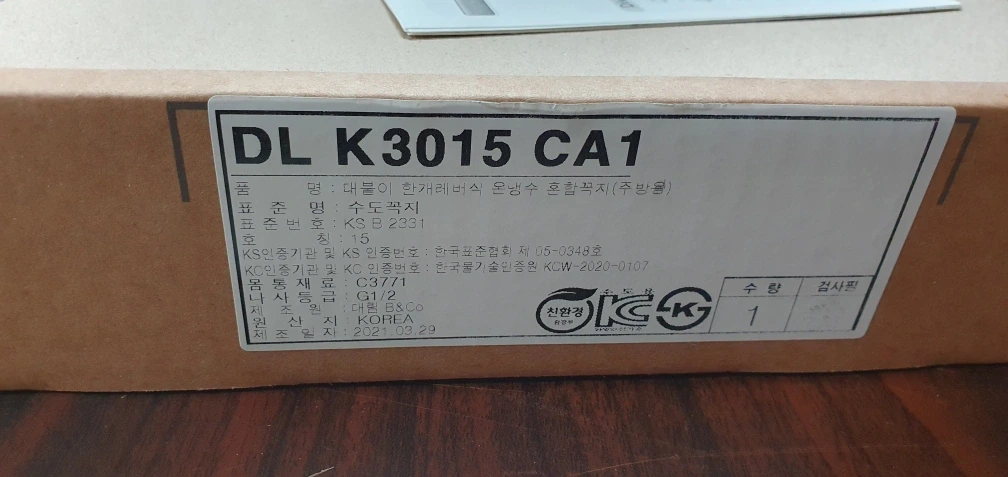 DL K3015 CA1
품 명 : 대붙이 한개레버식 온냉수 혼합꼭지(주방용)
표 준 명 : 수도꼭지
표 준 번 호 : KS B 2331
호 칭 : 15
KS인증기관 및 KS 인증번호 : 한국표준협회 제 05-0348호
KC인증기관 및 KC 인증번호 : 한국물기술인증원 KCW-2020-0107
몸 통 재 료 : C3771
나 사 등 급 : G1/2
제 조 원 : 대림 B&Co
원 산 지 : KOREA
제 조 일 자 : 2021.03.29
친환경
수 도 용
KC
K
수 량 검사필
1